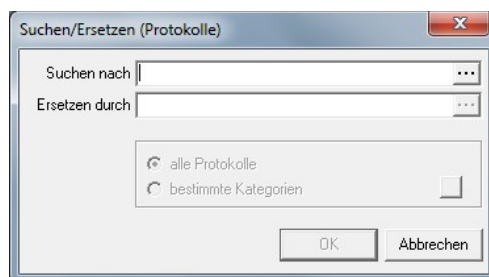 Suchen/Ersetzen (Protokolle)
Suchen nach
Ersetzen durch
alle Protokolle
bestimmte Kategorien
OK Abbrechen